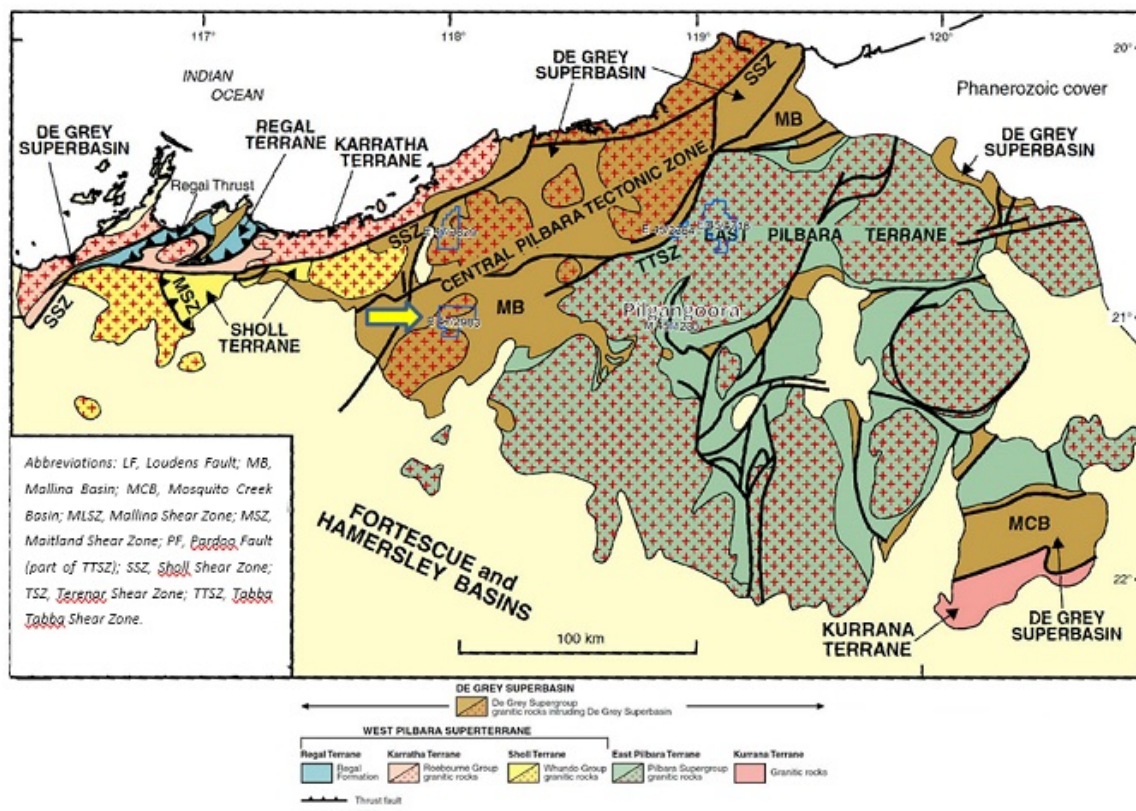 117°
118°
119°
120°
20°
INDIAN
OCEAN
DE GREY
SUPERBASIN
SSZ
Phanerozoic cover
DE GREY
SUPERBASIN
REGAL
TERRANE
KARRATHA
TERRANE
MB
DE GREY
SUPERBASIN
Regal Thrust
SSZ
CENTRAL PILBARA TECTONIC ZONE
EAST PILBARA TERRANE
TTSZ
SSZ
MSZ
SHOLL
TERRANE
MB
Pilgangoora
21°
Abbreviations: LF, Loudens Fault; MB,
Mallina Basin; MCB, Mosquito Creek
Basin; MLSZ, Mallina Shear Zone; MSZ,
Maitland Shear Zone; PF, Pardoo Fault
(part of TTSZ); SSZ, Sholl Shear Zone;
TSZ, Terenar Shear Zone; TTSZ, Tabba
Tabba Shear Zone.
FORTESCUE and
HAMERSLEY BASINS
MCB
22°
100 km
KURRANA
TERRANE
DE GREY
SUPERBASIN
DE GREY SUPERBASIN
De Grey Supergroup
granitic rocks intruding De Grey Superbasin
WEST PILBARA SUPERTERRANE
Regal Terrane
Regal
Formation
Karratha Terrane
Roebourne Group
granitic rocks
Sholl Terrane
Whundo Group
granitic rocks
East Pilbara Terrane
Pilbara Supergroup
granitic rocks
Kurrana Terrane
Granitic rocks
Thrust fault